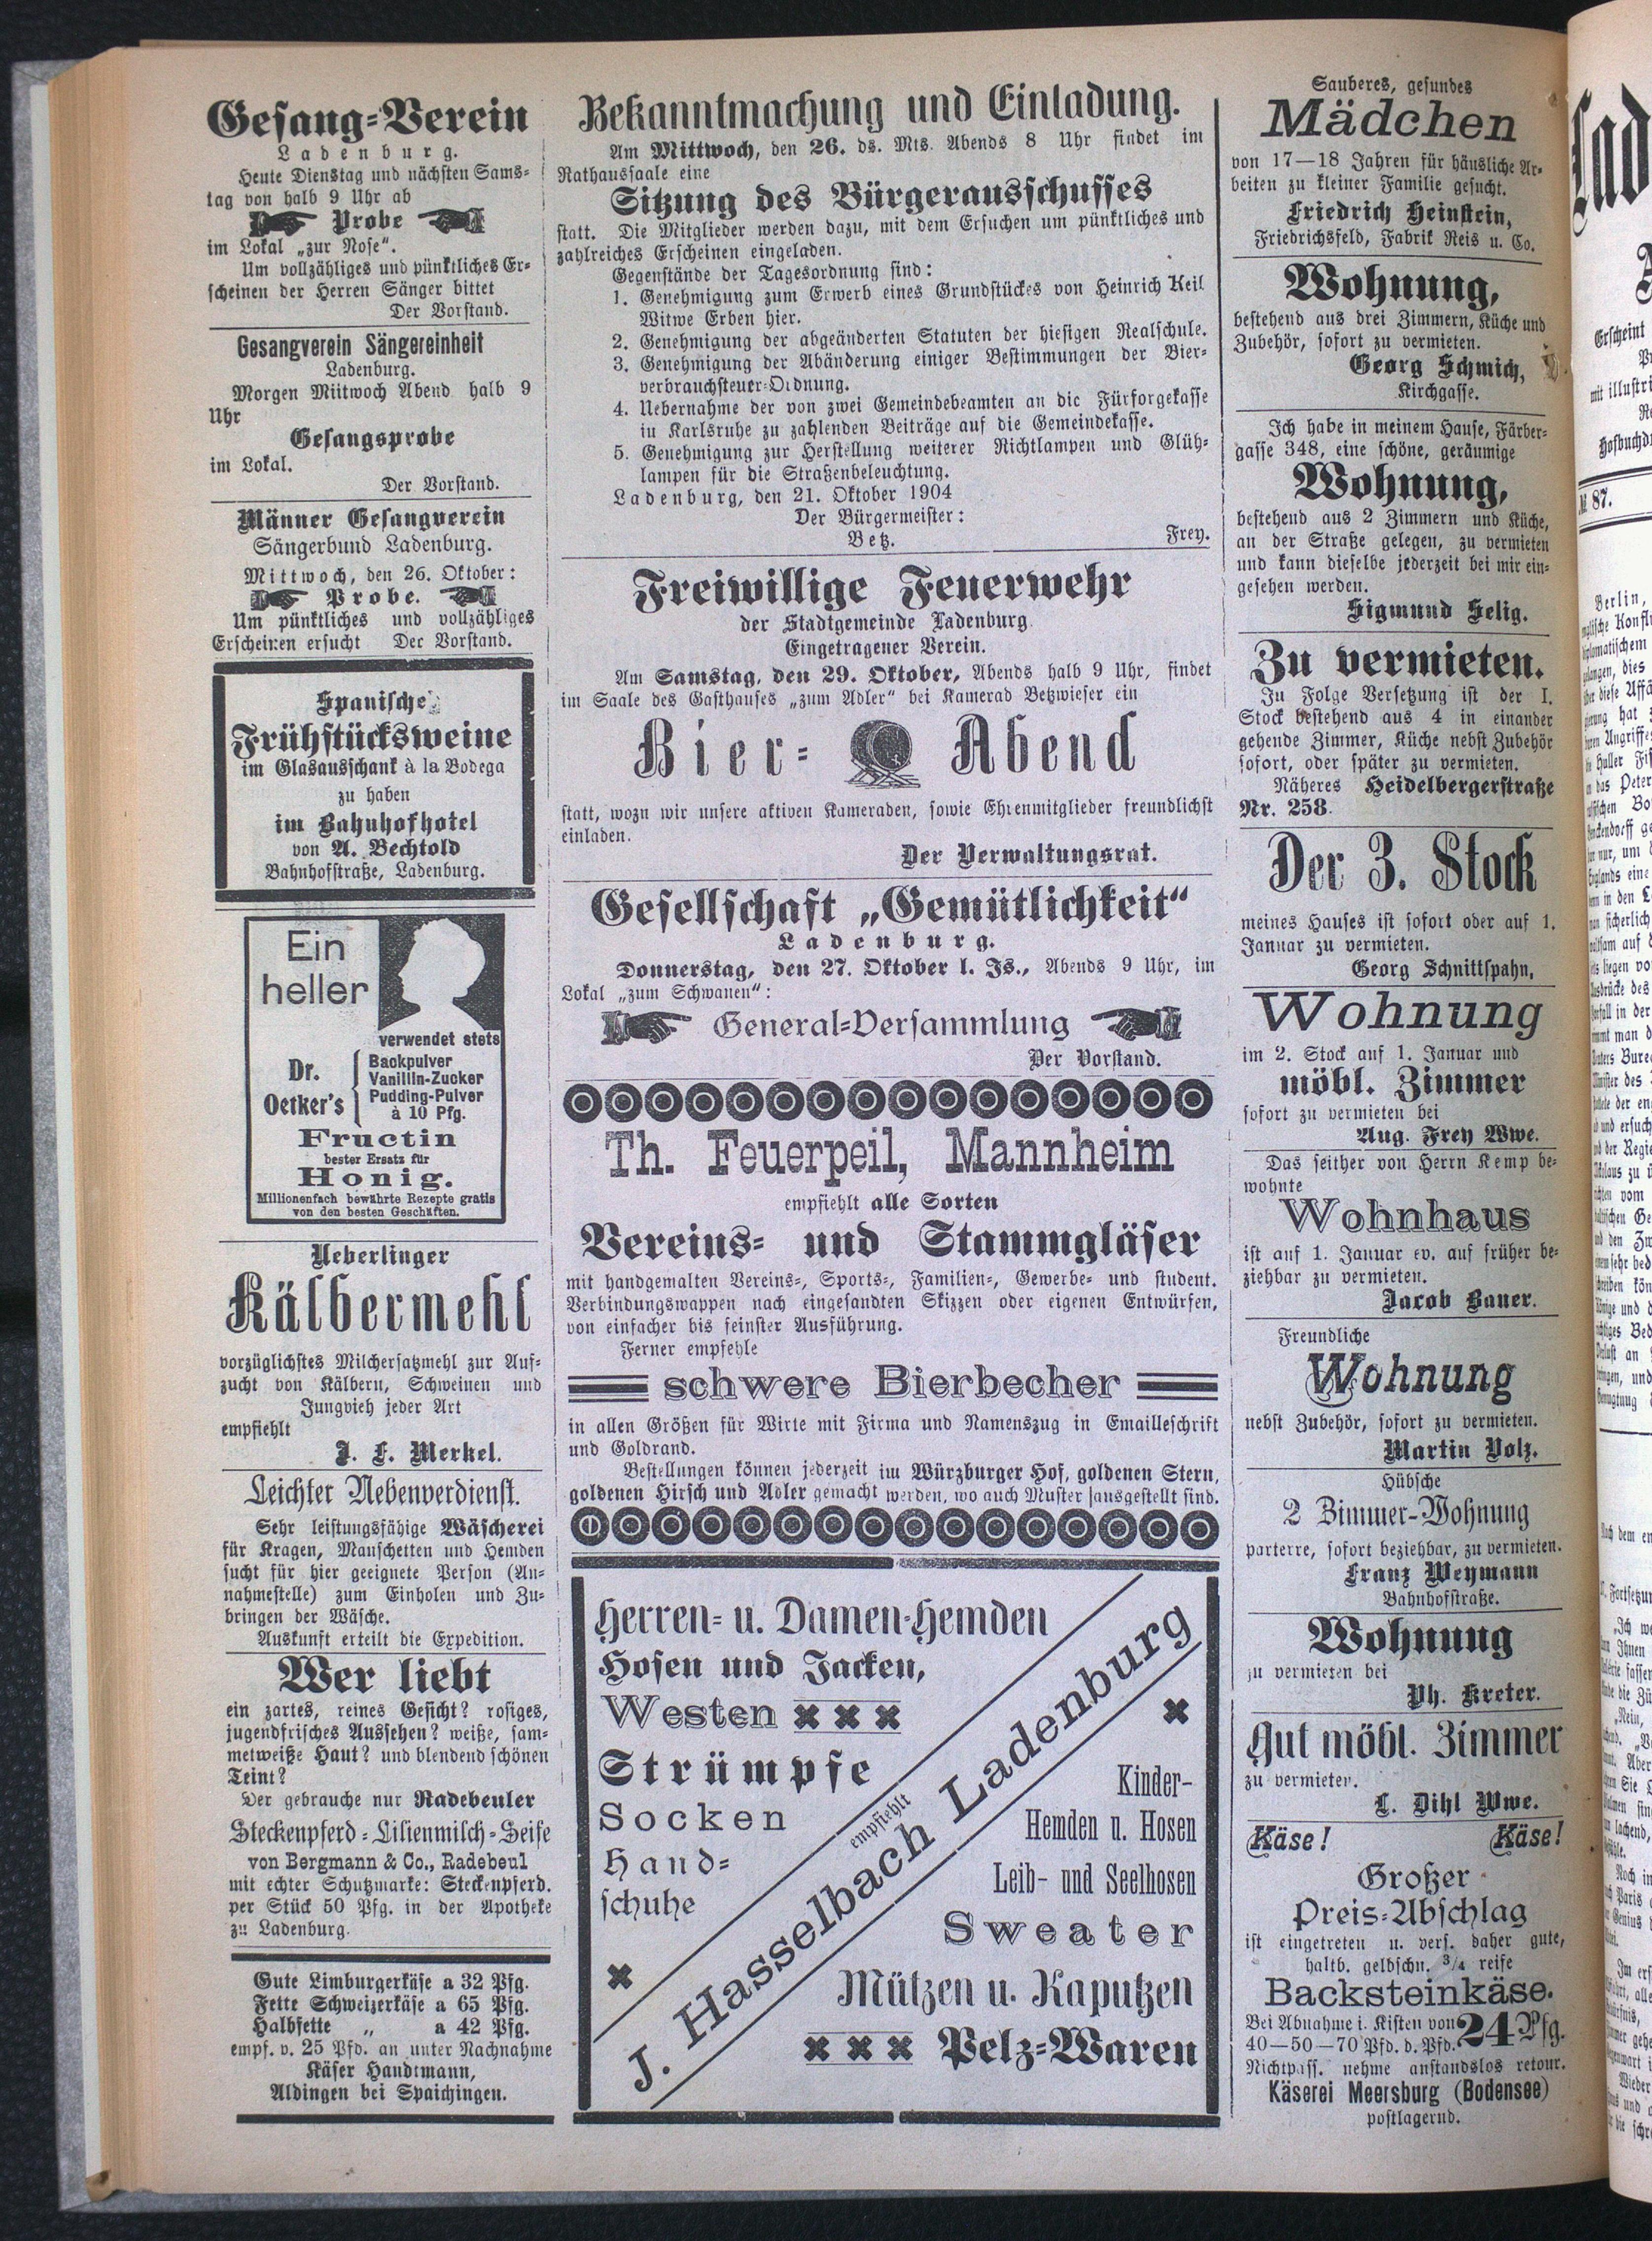 Gesang-Verein
Ladenburg.
Heute Dienstag und nächsten Sams-
tag von halb 9 Uhr ab
Probe
im Lokal „zur Rose“.
Um vollzähliges und pünktliches Er-
scheinen der Herren Sänger bittet
Der Vorstand.
Gesangverein Sängereinheit
Ladenburg.
Morgen Miittwoch Abend halb 9
Uhr
Gesangsprobe
im Lokal.
Der Vorstand.
Männer Gesangverein
Sängerbund Ladenburg.
Mittwoch, den 26. Oktober:
Probe.
Um pünktliches und vollzähliges
Erscheinen ersucht Der Vorstand.
Spanische
Frühstücksweine
im Glasausschank à la Bodega
zu haben
im Bahnhofhotel
von A. Bechtold
Bahnhofstraße, Ladenburg.
Ein
heller
verwendet stets
Dr.
Oetker's
Backpulver
Vanillin-Zucker
Pudding-Pulver
à 10 Pfg.
Fructin
bester Ersatz für
Honig.
Millionenfach bewährte Rezepte gratis
von den besten Geschäften.
Ueberlinger
Kälbermehl
vorzüglichstes Milchersatzmehl zur Auf-
zucht von Kälbern, Schweinen und
Jungvieh jeder Art
empfiehlt
J. F. Merkel.
Leichter Nebenverdienst.
Sehr leistungsfähige Wäscherei
für Kragen, Manschetten und Hemden
sucht für hier geeignete Person (An-
nahmestelle) zum Einholen und Zu-
bringen der Wäsche.
Auskunft erteilt die Expedition.
Wer liebt
ein zartes, reines Gesicht? rosiges,
jugendfrisches Aussehen? weiße, sam-
metweiße Haut? und blendend schönen
Teint?
Der gebrauche nur Radebeuler
Steckenpferd-Lilienmilch-Seife
von Bergmann & Co., Radebeul
mit echter Schutzmarke: Steckenpferd.
per Stück 50 Pfg. in der Apotheke
zu Ladenburg.
Gute Limburgerkäse a 32 Pfg.
Fette Schweizerkäse a 65 Pfg.
Halbfette „ a 42 Pfg.
empf. v. 25 Pfd. an unter Nachnahme
Käser Handtmann,
Aldingen bei Spaichingen.
Bekanntmachung und Einladung.
Am Mittwoch, den 26. ds. Mts. Abends 8 Uhr findet im
Rathaussaale eine
Sitzung des Bürgerausschusses
statt. Die Mitglieder werden dazu, mit dem Ersuchen um pünktliches und
zahlreiches Erscheinen eingeladen.
Gegenstände der Tagesordnung sind:
1. Genehmigung zum Erwerb eines Grundstückes von Heinrich Keil
Witwe Erben hier.
2. Genehmigung der abgeänderten Statuten der hiesigen Realschule.
3. Genehmigung der Abänderung einiger Bestimmungen der Bier-
verbrauchsteuer-Ordnung.
4. Uebernahme der von zwei Gemeindebeamten an die Fürsorgekasse
in Karlsruhe zu zahlenden Beiträge auf die Gemeindekasse.
5. Genehmigung zur Herstellung weiterer Richtlampen und Glüh-
lampen für die Straßenbeleuchtung.
Ladenburg, den 21. Oktober 1904
Der Bürgermeister:
Betz. Frey.
Freiwillige Feuerwehr
der Stadtgemeinde Ladenburg
Eingetragener Verein.
Am Samstag, den 29. Oktober, Abends halb 9 Uhr, findet
im Saale des Gasthauses „zum Adler“ bei Kamerad Betzwieser ein
Bier- Abend
statt, wozu wir unsere aktiven Kameraden, sowie Ehrenmitglieder freundlichst
einladen.
Der Verwaltungsrat.
Gesellschaft „Gemütlichkeit“
Ladenburg.
Donnerstag, den 27. Oktober l. Js., Abends 9 Uhr, im
Lokal „zum Schwanen“:
General-Versammlung
Der Vorstand.
Th. Feuerpeil, Mannheim
empfiehlt alle Sorten
Vereins- und Stammgläser
mit handgemalten Vereins-, Sports-, Familien-, Gewerbe- und student.
Verbindungswappen nach eingesandten Skizzen oder eigenen Entwürfen,
von einfacher bis feinster Ausführung.
Ferner empfehle
schwere Bierbecher
in allen Größen für Wirte mit Firma und Namenszug in Emailleschrift
und Goldrand.
Bestellungen können jederzeit im Würzburger Hof, goldenen Stern,
goldenen Hirsch und Adler gemacht werden, wo auch Muster ausgestellt sind.
Herren- u. Damen-Hemden
Hosen und Jacken,
Westen
Strümpfe
Socken
Hand-
schuhe
empfiehlt
J. Hasselbach Ladenburg
Kinder-
Hemden u. Hosen
Leib- und Seelhosen
Sweater
Mützen u. Kaputzen
Pelz-Waren
Sauberes, gesundes
Mädchen
von 17—18 Jahren für häusliche Ar-
beiten zu kleiner Familie gesucht.
Friedrich Heinstein,
Friedrichsfeld, Fabrik Reis u. Co.
Wohnung,
bestehend aus drei Zimmern, Küche und
Zubehör, sofort zu vermieten.
Georg Schmich,
Kirchgasse.
Ich habe in meinem Hause, Färber-
gasse 348, eine schöne, geräumige
Wohnung,
bestehend aus 2 Zimmern und Küche,
an der Straße gelegen, zu vermieten
und kann dieselbe jederzeit bei mir ein-
gesehen werden.
Sigmund Selig.
Zu vermieten.
In Folge Versetzung ist der I.
Stock bestehend aus 4 in einander
gehende Zimmer, Küche nebst Zubehör
sofort, oder später zu vermieten.
Näheres Heidelbergerstraße
Nr. 258.
Der 3. Stock
meines Hauses ist sofort oder auf 1.
Januar zu vermieten.
Georg Schnittspahn,
Wohnung
im 2. Stock auf 1. Januar und
möbl. Zimmer
sofort zu vermieten bei
Aug. Frey Wwe.
Das seither von Herrn Kemp be-
wohnte
Wohnhaus
ist auf 1. Januar ev. auf früher be-
ziehbar zu vermieten.
Jacob Bauer.
Freundliche
Wohnung
nebst Zubehör, sofort zu vermieten.
Martin Volz.
Hübsche
2 Zimmer-Wohnung
parterre, sofort beziehbar, zu vermieten.
Franz Weymann
Bahnhofstraße.
Wohnung
zu vermieten bei
Ph. Kreter.
Gut möbl. Zimmer
zu vermieten.
L. Dihl Wwe.
Käse! Käse!
Großer
Preis-Abschlag
ist eingetreten u. vers. daher gute,
haltb. gelbschn. 3/4 reife
Backsteinkäse.
Bei Abnahme i. Kisten von
40—50—70 Pfd. d. Pfd. 24 Pfg.
Nichtpass. nehme anstandslos retour.
Käserei Meersburg (Bodensee)
postlagernd.
Erscheint
mit illustri
№ 87.
Berlin,